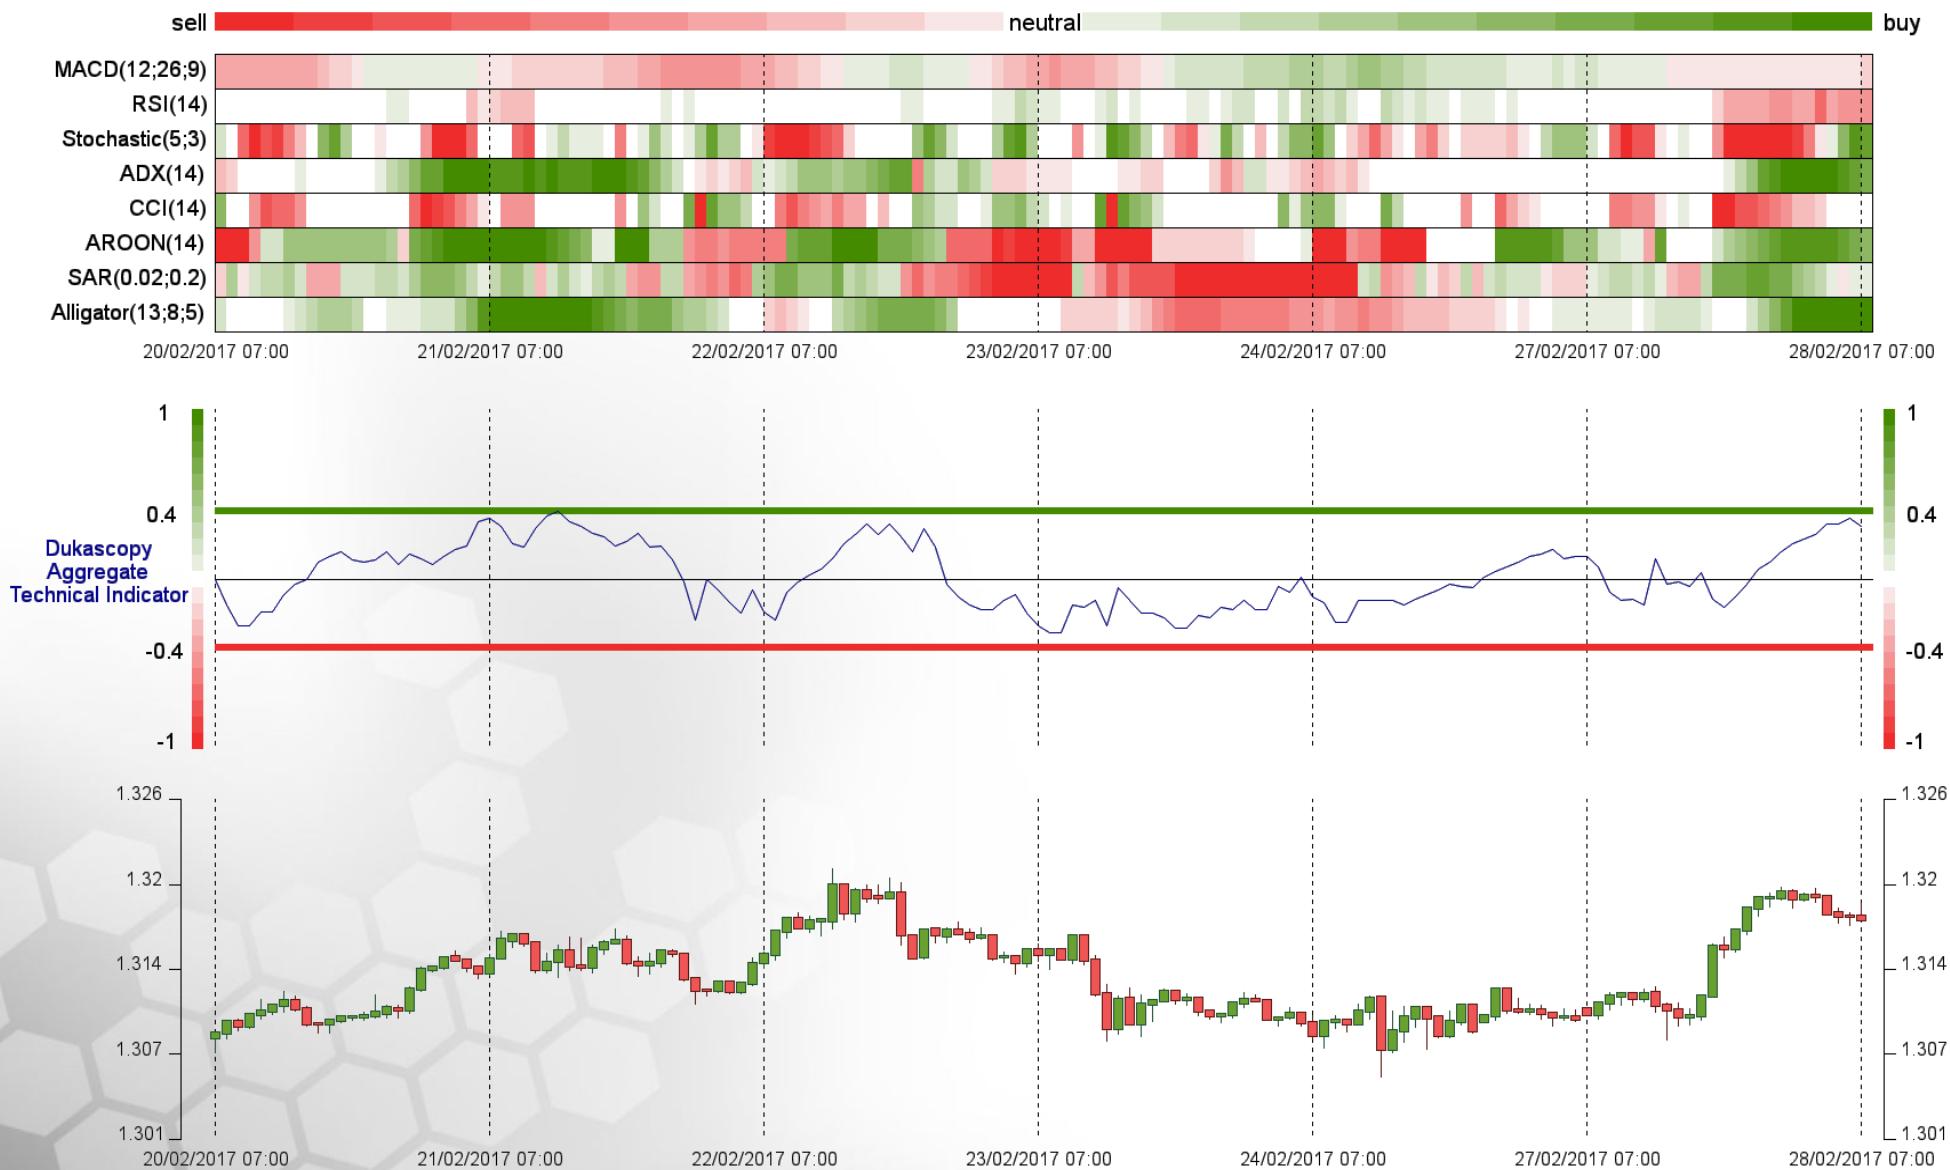 sell neutral buy
MACD(12;26;9)
RSI(14)
Stochastic(5;3)
ADX(14)
CCI(14)
AROON(14)
SAR(0.02;0.2)
Alligator(13;8;5)
20/02/2017 07:00 21/02/2017 07:00 22/02/2017 07:00 23/02/2017 07:00 24/02/2017 07:00 27/02/2017 07:00 28/02/2017 07:00
1 1
0.4 0.4
Dukascopy
Aggregate
Technical Indicator
-0.4 -0.4
-1 -1
1.326 1.326
1.32 1.32
1.314 1.314
1.307 1.307
1.301 1.301
20/02/2017 07:00 21/02/2017 07:00 22/02/2017 07:00 23/02/2017 07:00 24/02/2017 07:00 27/02/2017 07:00 28/02/2017 07:00